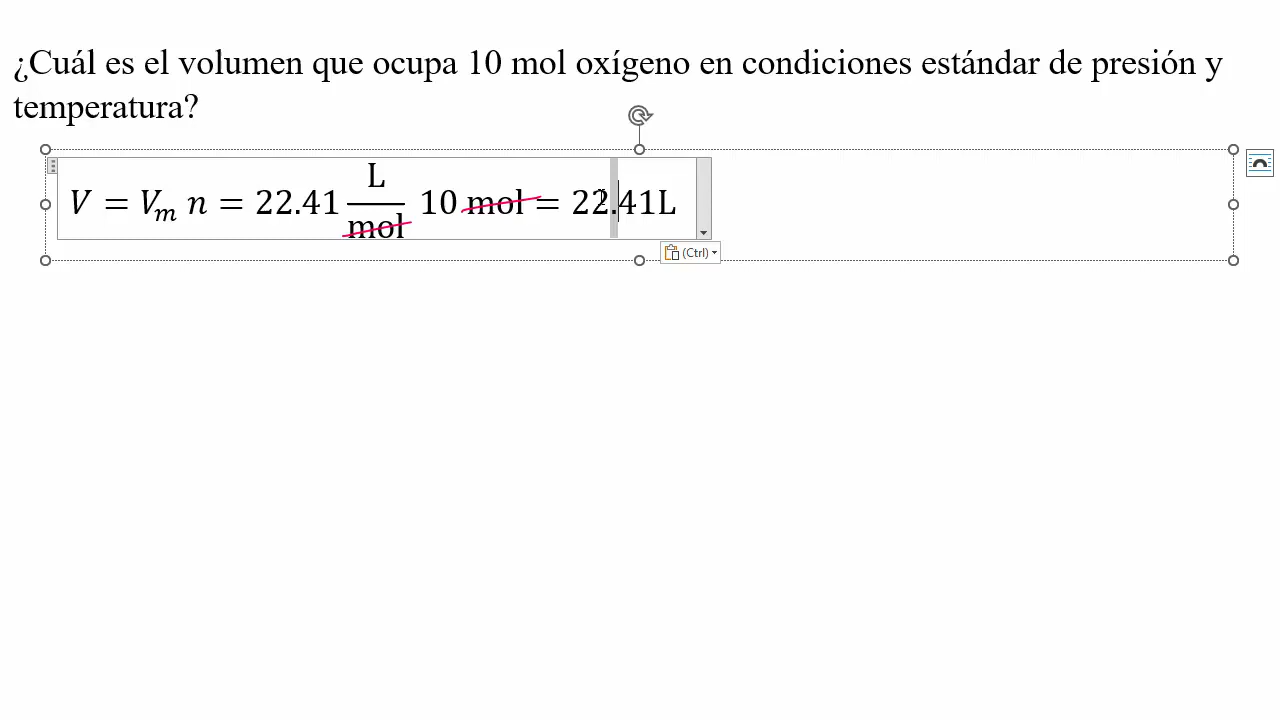 ¿Cuál es el volumen que ocupa 10 mol oxígeno en condiciones estándar de presión y
temperatura?
V = Vₘ n = 22.41 L/mol 10 mol = 22.41L
(Ctrl)